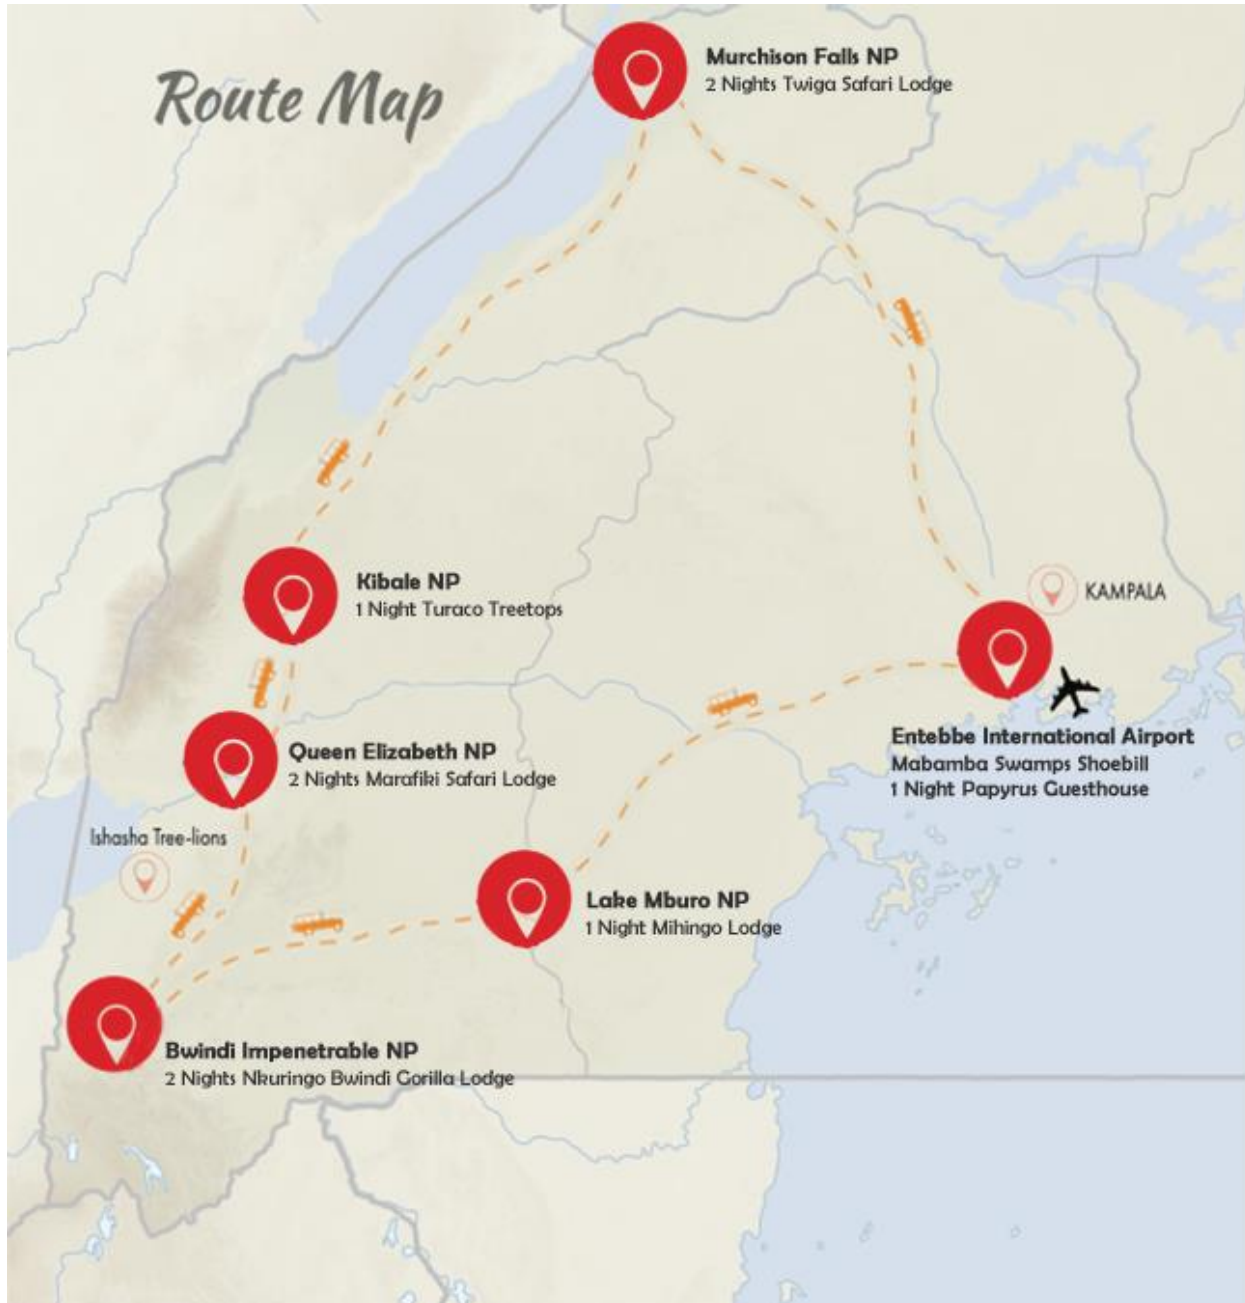 Route Map
Murchison Falls NP
2 Nights Twiga Safari Lodge
Kibale NP
1 Night Turaco Treetops
KAMPALA
Queen Elizabeth NP
2 Nights Marafiki Safari Lodge
Entebbe International Airport
Mabamba Swamps Shoebill
1 Night Papyrus Guesthouse
Ishasha Tree-lions
Lake Mburo NP
1 Night Mihingo Lodge
Bwindi Impenetrable NP
2 Nights Nkuringo Bwindi Gorilla Lodge